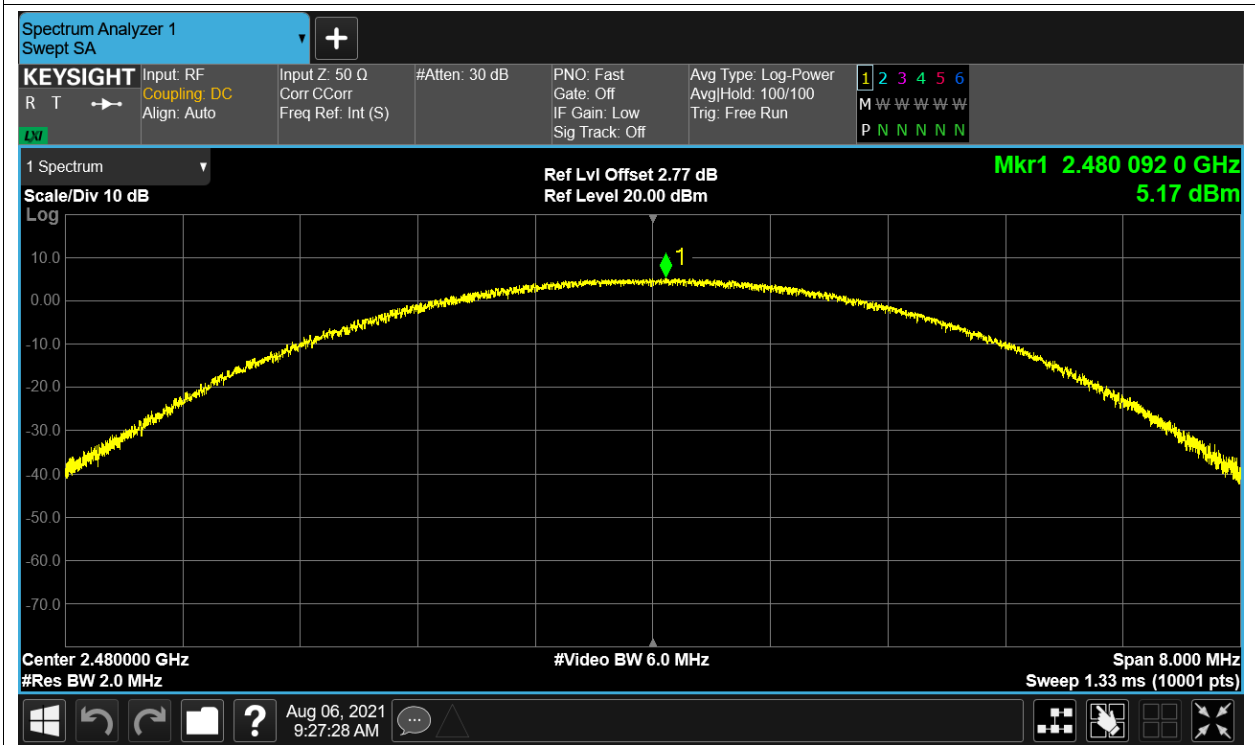 Spectrum Analyzer 1
Swept SA
KEYSIGHT
R T
LXI
Input: RF
Coupling: DC
Align: Auto
Input Z: 50 Ω
Corr CCorr
Freq Ref: Int (S)
#Atten: 30 dB
PNO: Fast
Gate: Off
IF Gain: Low
Sig Track: Off
Avg Type: Log-Power
Avg|Hold: 100/100
Trig: Free Run
1 2 3 4 5 6
M W W W W W W
P N N N N N N
1 Spectrum
Scale/Div 10 dB
Log
Ref Lvl Offset 2.77 dB
Ref Level 20.00 dBm
Mkr1 2.480 092 0 GHz
5.17 dBm
1
10.0
0.00
-10.0
-20.0
-30.0
-40.0
-50.0
-60.0
-70.0
Center 2.480000 GHz
#Video BW 6.0 MHz
Span 8.000 MHz
#Res BW 2.0 MHz
Sweep 1.33 ms (10001 pts)
?
Aug 06, 2021
9:27:28 AM